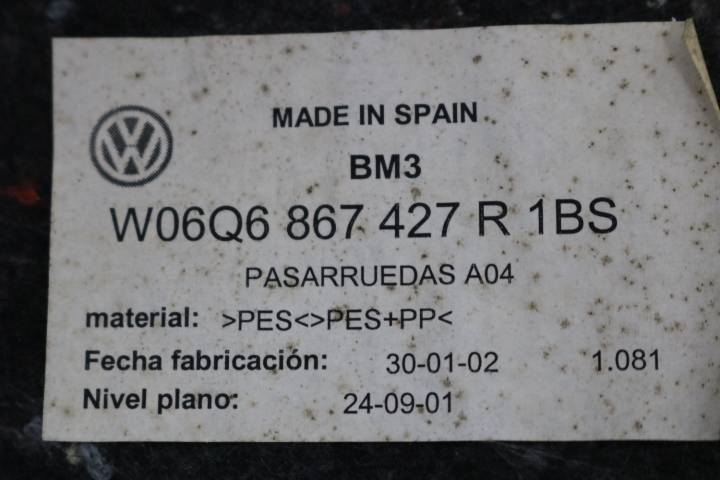 MADE IN SPAIN
BM3
W06Q6 867 427 R 1BS
PASARRUEDAS A04
material: >PES<>PES+PP<
Fecha fabricación: 30-01-02 1.081
Nivel plano: 24-09-01